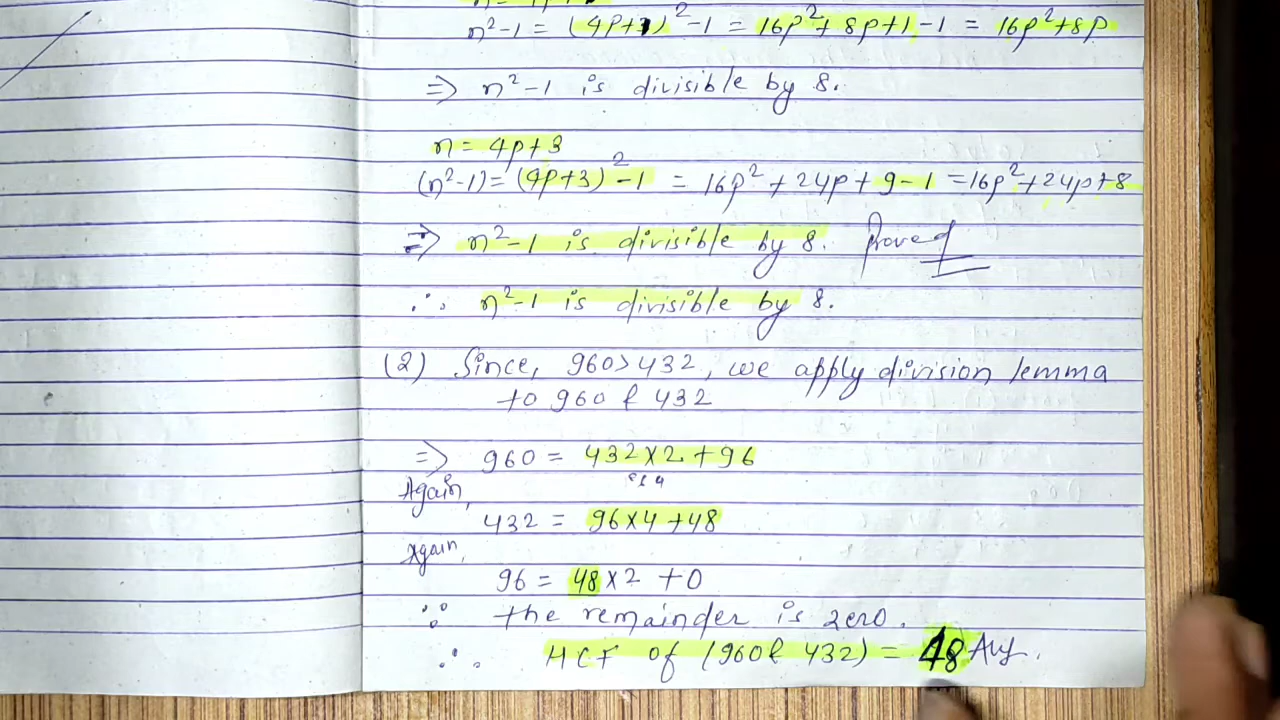 n²-1 = (4p+1)²-1 = 16p²+8p+1-1 = 16p²+8p
⇒ n²-1 is divisible by 8.
n = 4p+3
(n²-1) = (4p+3)²-1 = 16p²+24p+9-1 = 16p²+24p+8
⇒ n²-1 is divisible by 8. Proved
∴ n²-1 is divisible by 8.
(2) Since, 960>432, we apply division lemma
to 960 & 432
⇒ 960 = 432×2+96
Again,
432 = 96×4+48
Again,
96 = 48×2+0
∵ the remainder is zero.
∴ HCF of (960 & 432) = 48 Ans.